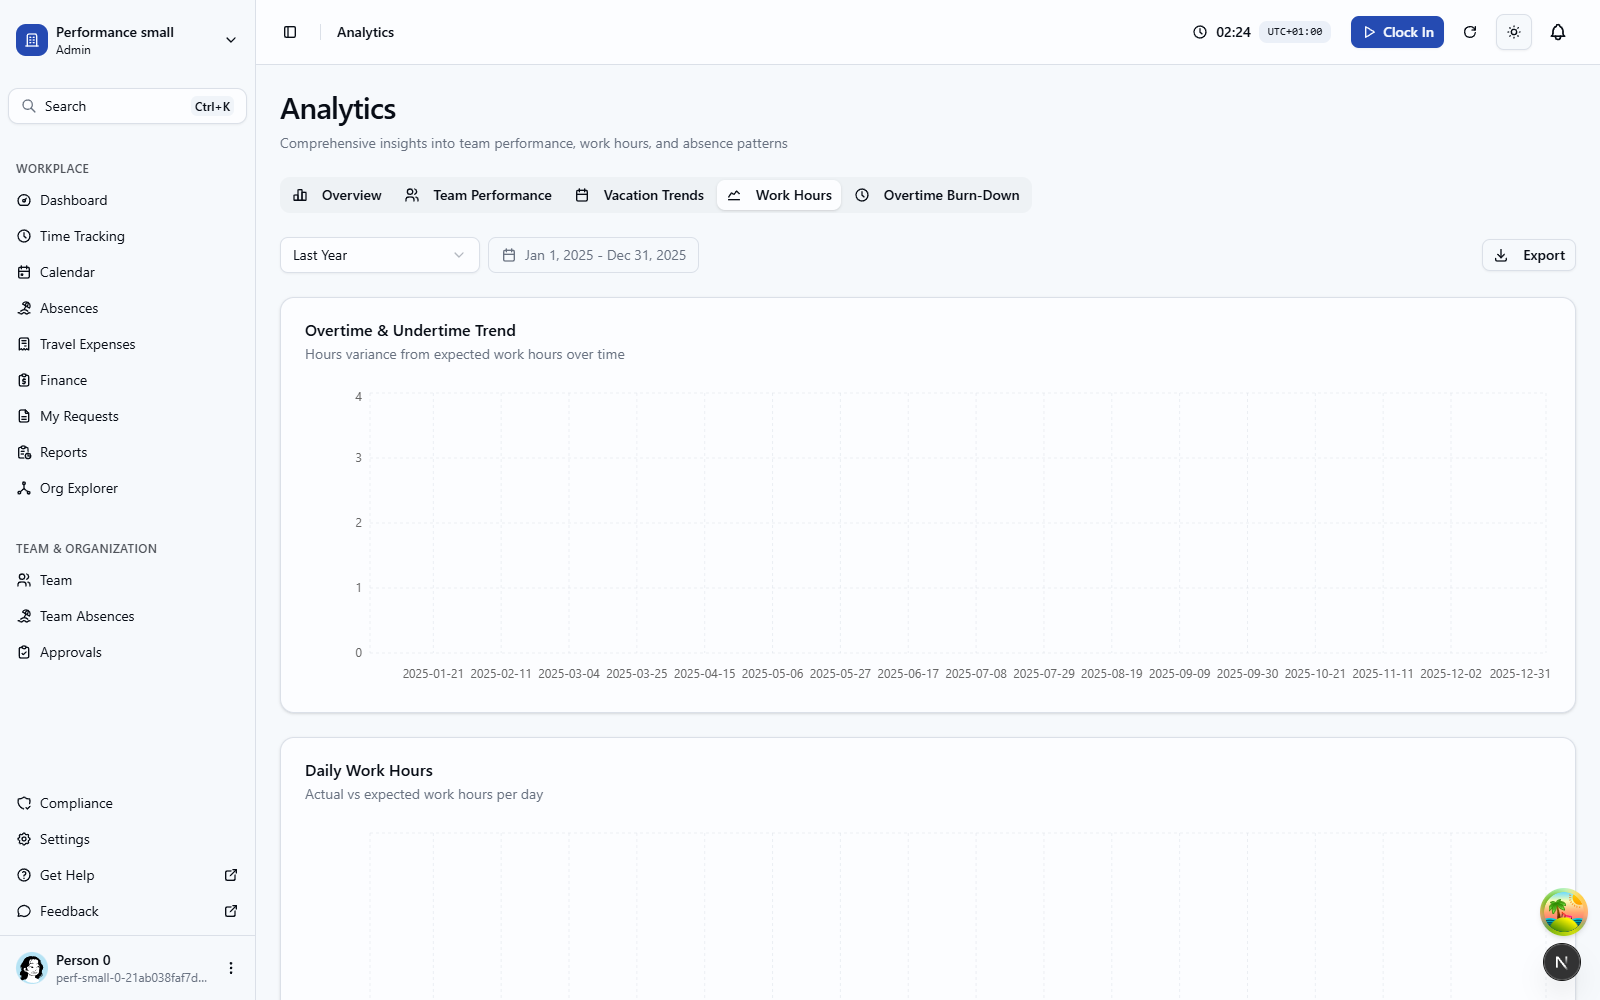 Performance small
Admin
Search
Ctrl+K
WORKPLACE
Dashboard
Time Tracking
Calendar
Absences
Travel Expenses
Finance
My Requests
Reports
Org Explorer
TEAM & ORGANIZATION
Team
Team Absences
Approvals
Compliance
Settings
Get Help
Feedback
Person 0
perf-small-0-21ab038faf7d...
Analytics
02:24
UTC+01:00
Clock In
Analytics
Comprehensive insights into team performance, work hours, and absence patterns
Overview
Team Performance
Vacation Trends
Work Hours
Overtime Burn-Down
Last Year
Jan 1, 2025 - Dec 31, 2025
Export
Overtime & Undertime Trend
Hours variance from expected work hours over time
4
3
2
1
0
2025-01-21 2025-02-11 2025-03-04 2025-03-25 2025-04-15 2025-05-06 2025-05-27 2025-06-17 2025-07-08 2025-07-29 2025-08-19 2025-09-09 2025-09-30 2025-10-21 2025-11-11 2025-12-02 2025-12-31
Daily Work Hours
Actual vs expected work hours per day
N